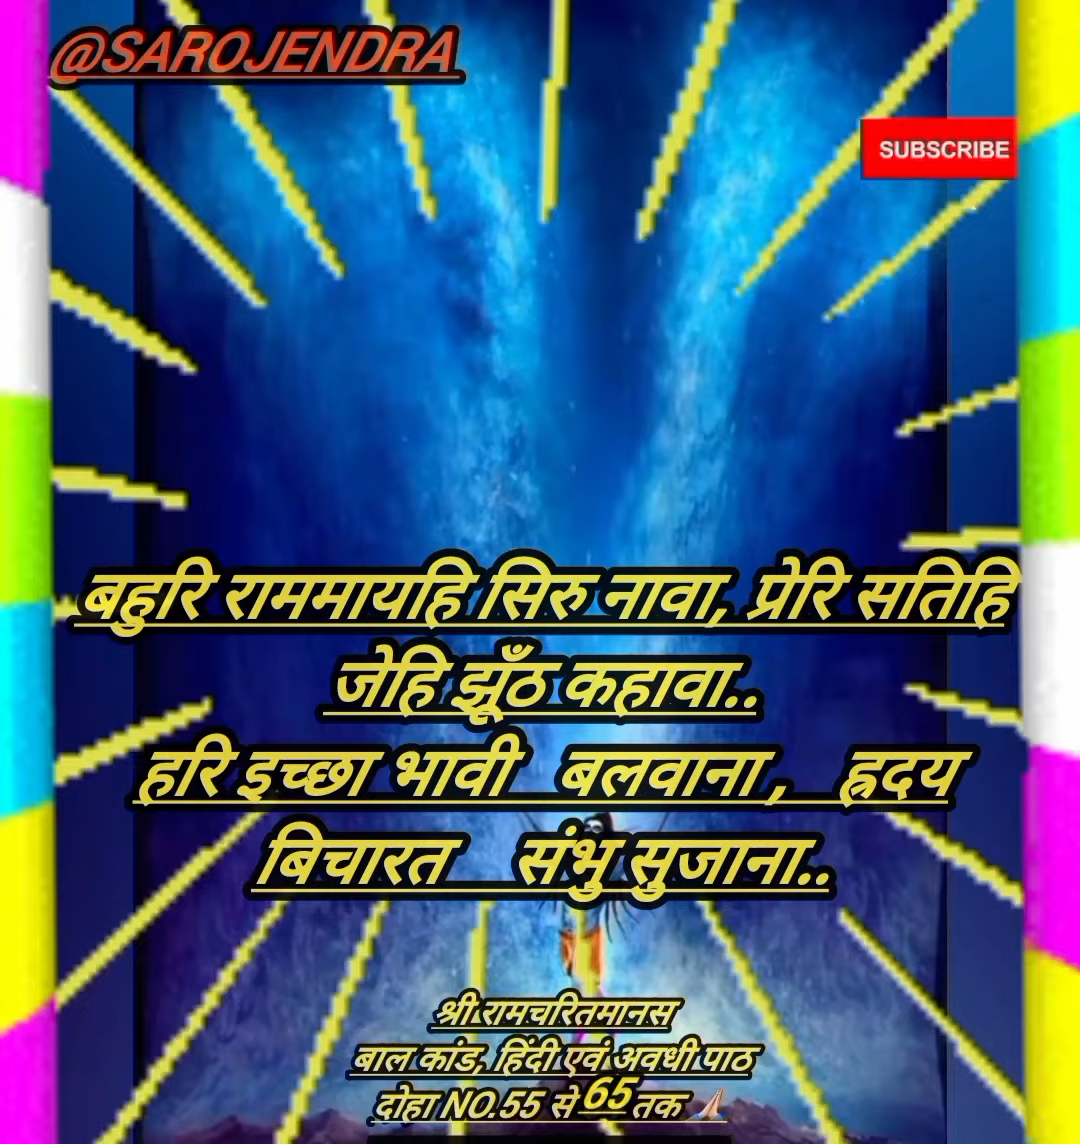 @SAROJENDRA
SUBSCRIBE
बहुरि राममायहि सिरु नावा, प्रेरि सतिहि
जेहि झूँठ कहावा..
हरि इच्छा भावी बलवाना, ह्रदय
बिचारत संभु सुजाना..
श्री रामचरितमानस
बाल कांड, हिंदी एवं अवधी पाठ
दोहा NO.55 से 65 तक 🙏🏻